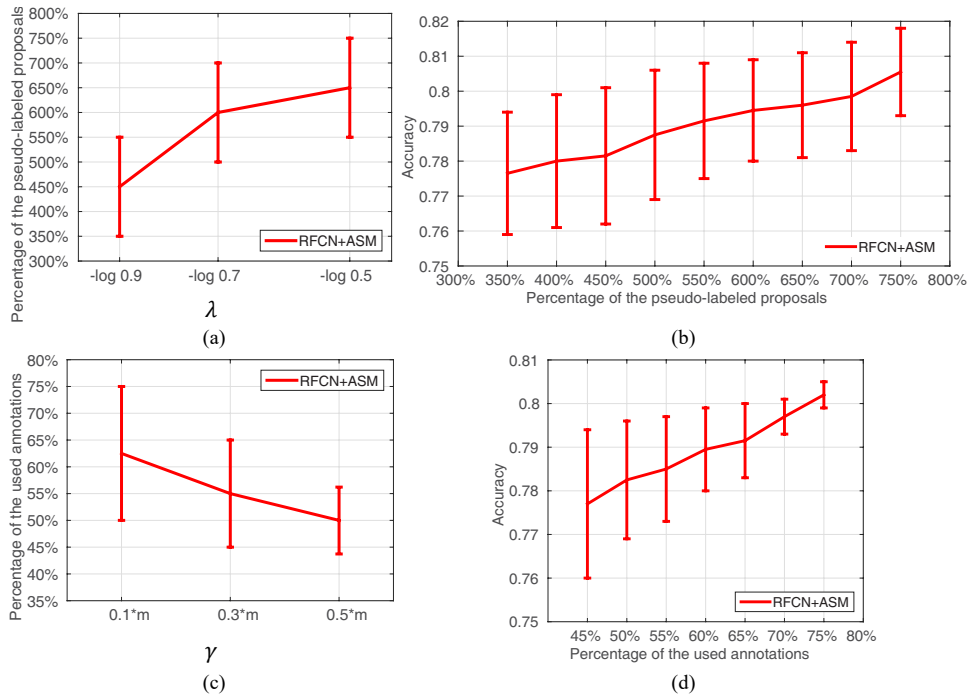 800%
750%
700%
650%
600%
550%
500%
450%
400%
350%
300%
Percentage of the pseudo-labeled proposals
RFCN+ASM
-log 0.9 -log 0.7 -log 0.5
λ
(a)
0.82
0.81
0.8
0.79
0.78
0.77
0.76
0.75
Accuracy
RFCN+ASM
300% 350% 400% 450% 500% 550% 600% 650% 700% 750% 800%
Percentage of the pseudo-labeled proposals
(b)
80%
75%
70%
65%
60%
55%
50%
45%
40%
35%
Percentage of the used annotations
RFCN+ASM
0.1*m 0.3*m 0.5*m
γ
(c)
0.81
0.8
0.79
0.78
0.77
0.76
0.75
Accuracy
RFCN+ASM
45% 50% 55% 60% 65% 70% 75% 80%
Percentage of the used annotations
(d)